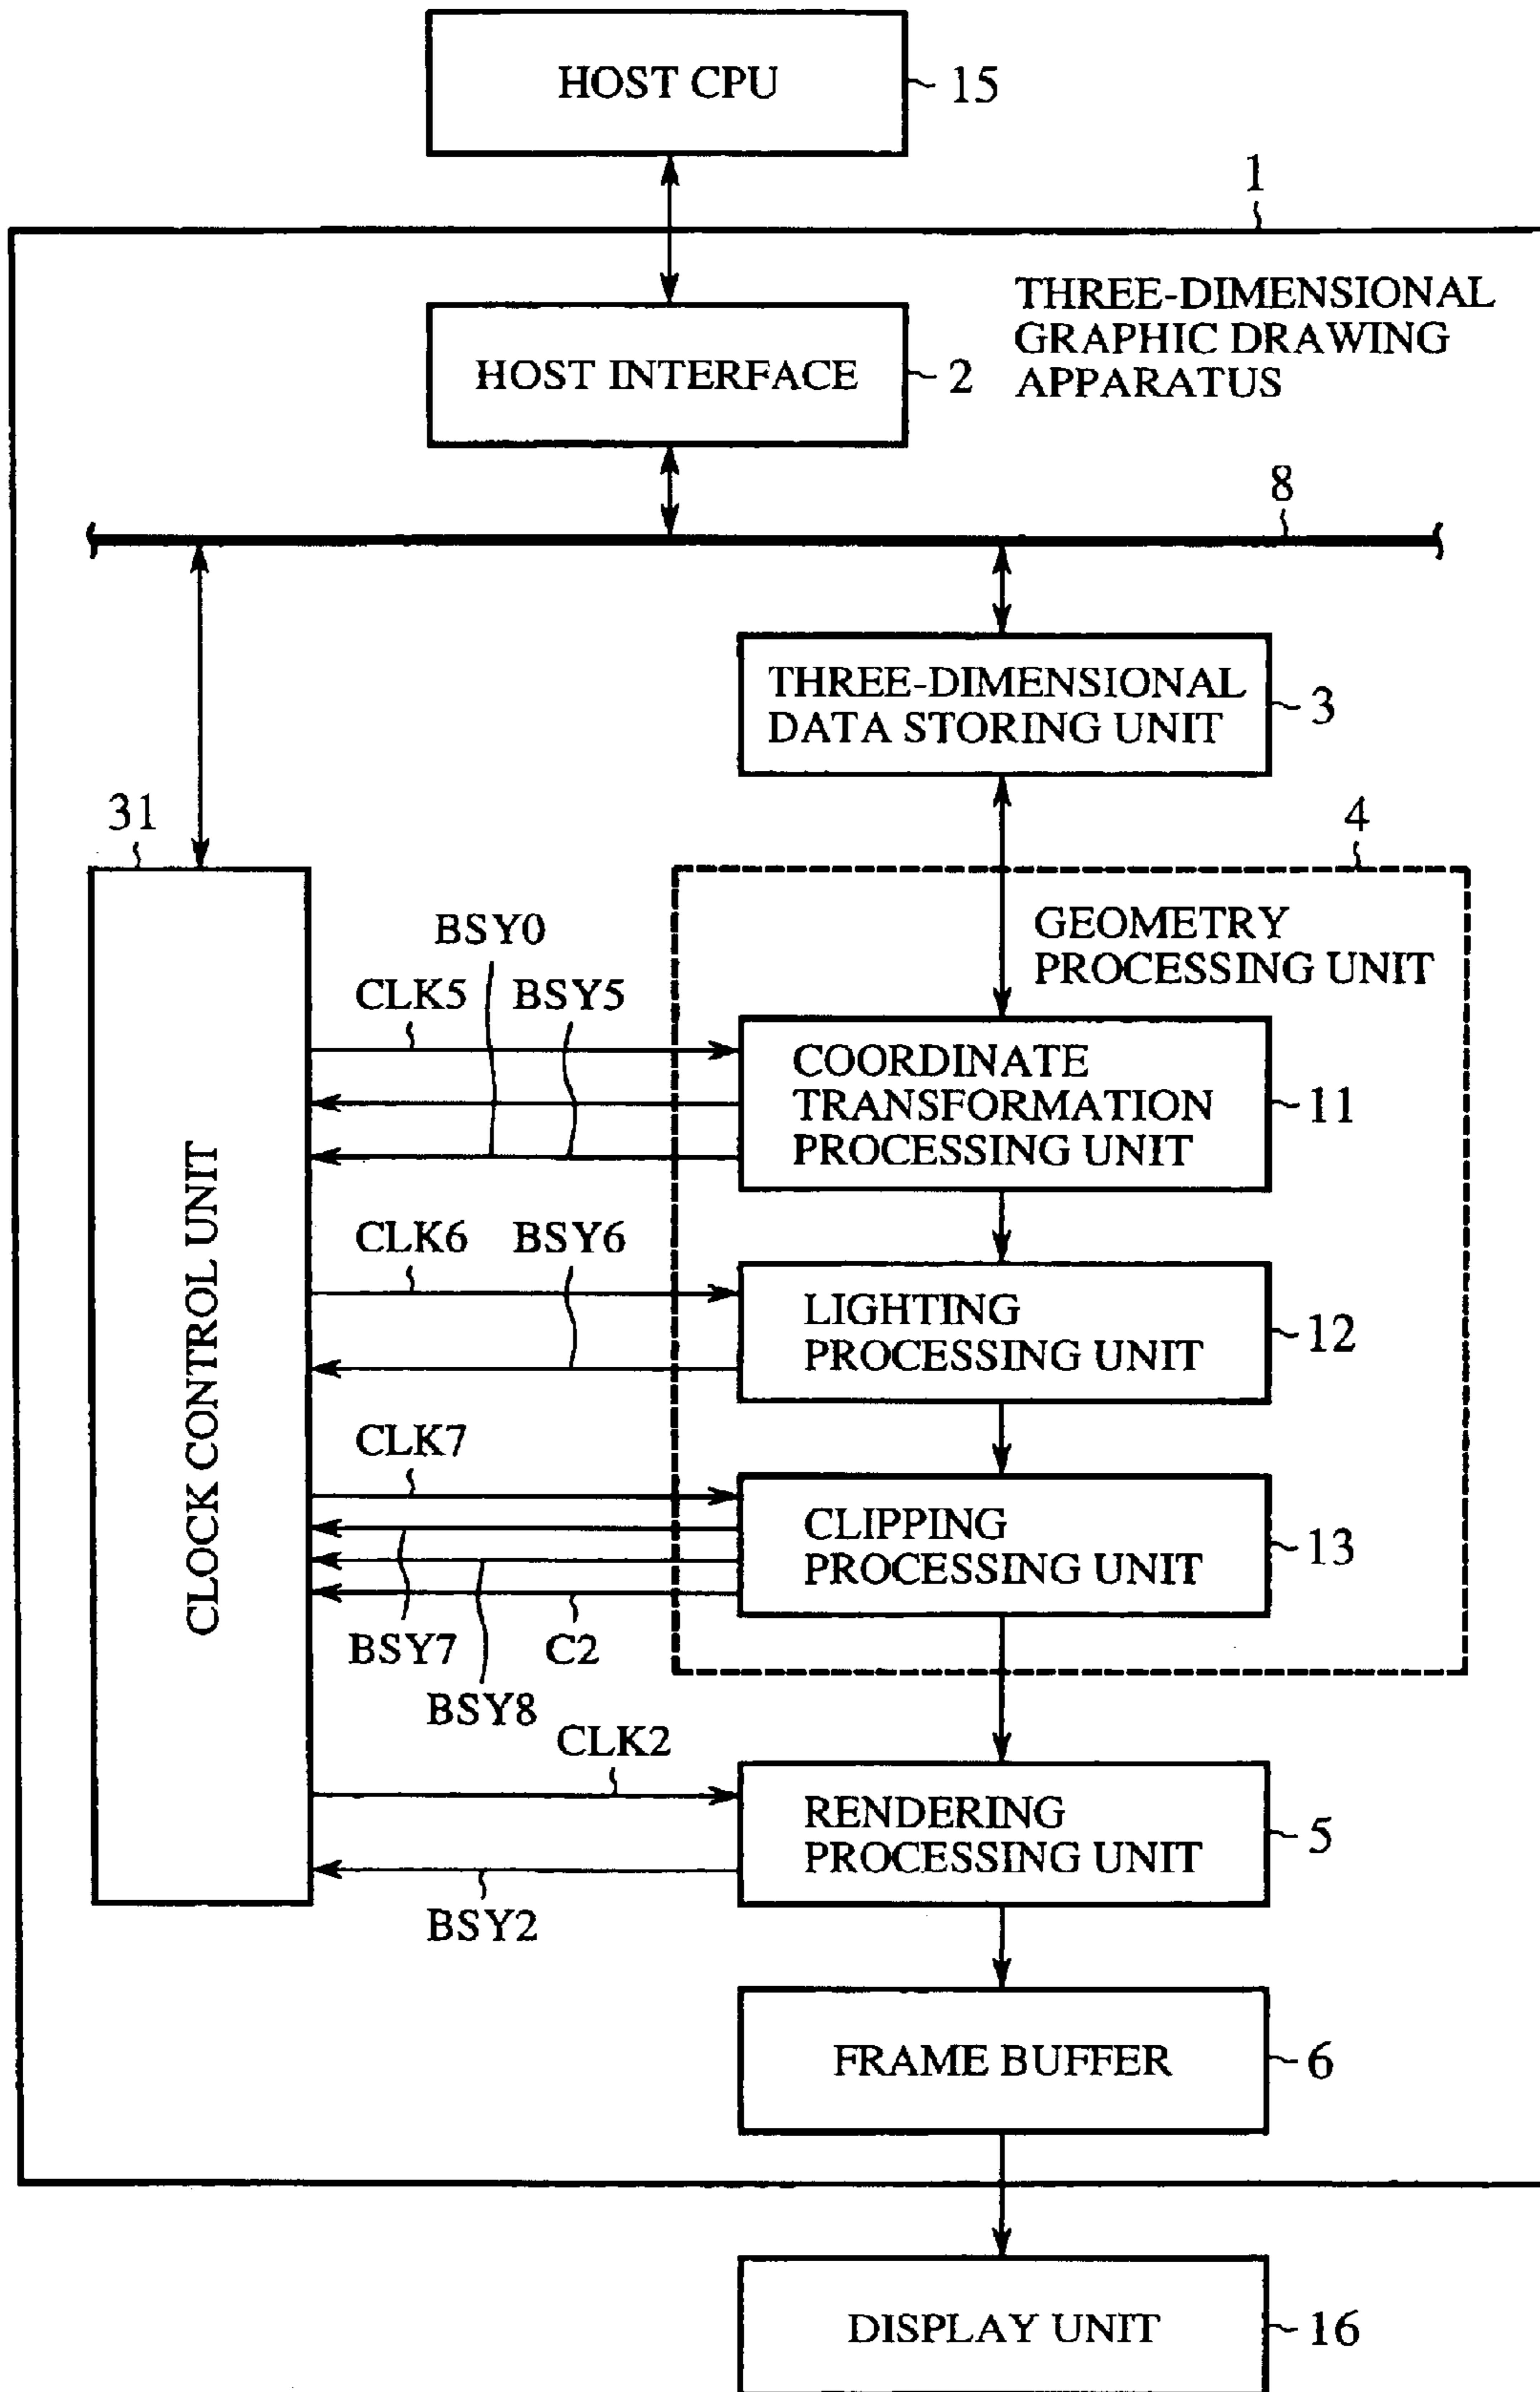 HOST CPU
15
1
THREE-DIMENSIONAL
GRAPHIC DRAWING
APPARATUS
HOST INTERFACE
2
8
THREE-DIMENSIONAL
DATA STORING UNIT
3
31
4
GEOMETRY
PROCESSING UNIT
BSY0
CLK5
BSY5
COORDINATE
TRANSFORMATION
PROCESSING UNIT
11
CLOCK CONTROL UNIT
CLK6
BSY6
LIGHTING
PROCESSING UNIT
12
CLK7
CLIPPING
PROCESSING UNIT
13
BSY7
C2
BSY8
CLK2
RENDERING
PROCESSING UNIT
5
BSY2
FRAME BUFFER
6
DISPLAY UNIT
16